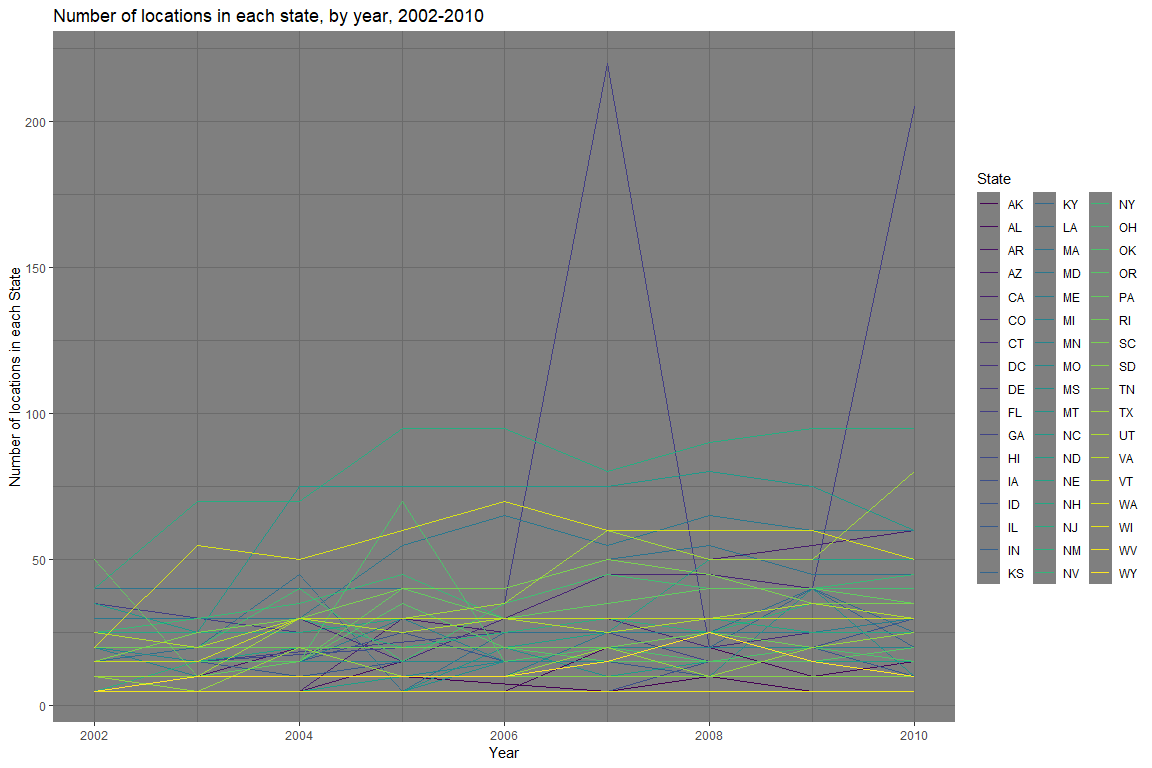 Number of locations in each state, by year, 2002-2010
Number of locations in each State
200
150
100
50
0
2002
2004
2006
2008
2010
Year
State
AK
AL
AR
AZ
CA
CO
CT
DC
DE
FL
GA
HI
IA
ID
IL
IN
KS
KY
LA
MA
MD
ME
MI
MN
MO
MS
MT
NC
ND
NE
NH
NJ
NM
NV
NY
OH
OK
OR
PA
RI
SC
SD
TN
TX
UT
VA
VT
WA
WI
WV
WY